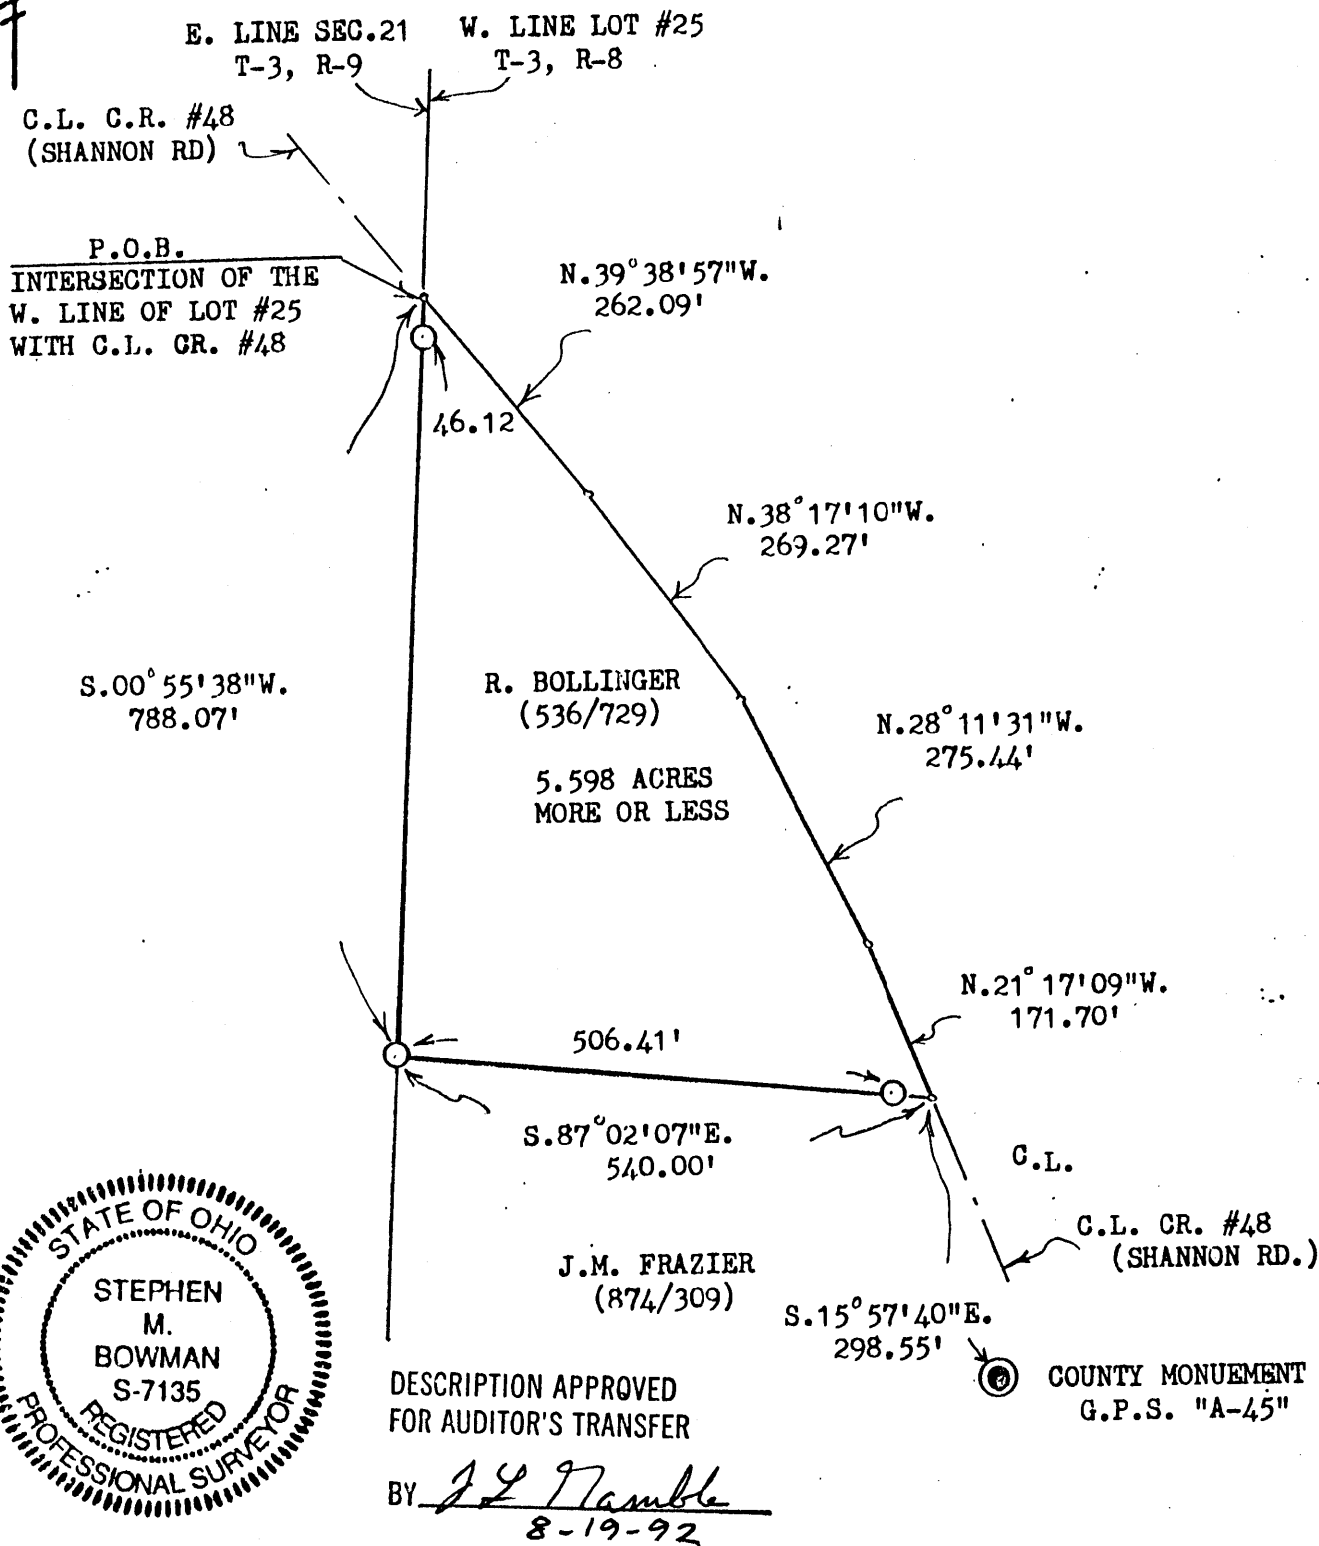 E. LINE SEC.21
T-3, R-9
W. LINE LOT #25
T-3, R-8
C.L. C.R. #48
(SHANNON RD)
P.O.B.
INTERSECTION OF THE
W. LINE OF LOT #25
WITH C.L. CR. #48
N.39°38'57"W.
262.09'
46.12
N.38°17'10"W.
269.27'
S.00°55'38"W.
788.07'
R. BOLLINGER
(536/729)
5.598 ACRES
MORE OR LESS
N.28°11'31"W.
275.44'
N.21°17'09"W.
171.70'
506.41'
S.87°02'07"E.
540.00'
C.L.
C.L. CR. #48
(SHANNON RD.)
J.M. FRAZIER
(874/309)
S.15°57'40"E.
298.55'
COUNTY MONUEMENT
G.P.S. "A-45"
STATE OF OHIO
STEPHEN
M.
BOWMAN
S-7135
REGISTERED
PROFESSIONAL SURVEYOR
DESCRIPTION APPROVED
FOR AUDITOR'S TRANSFER
BY
8-19-92